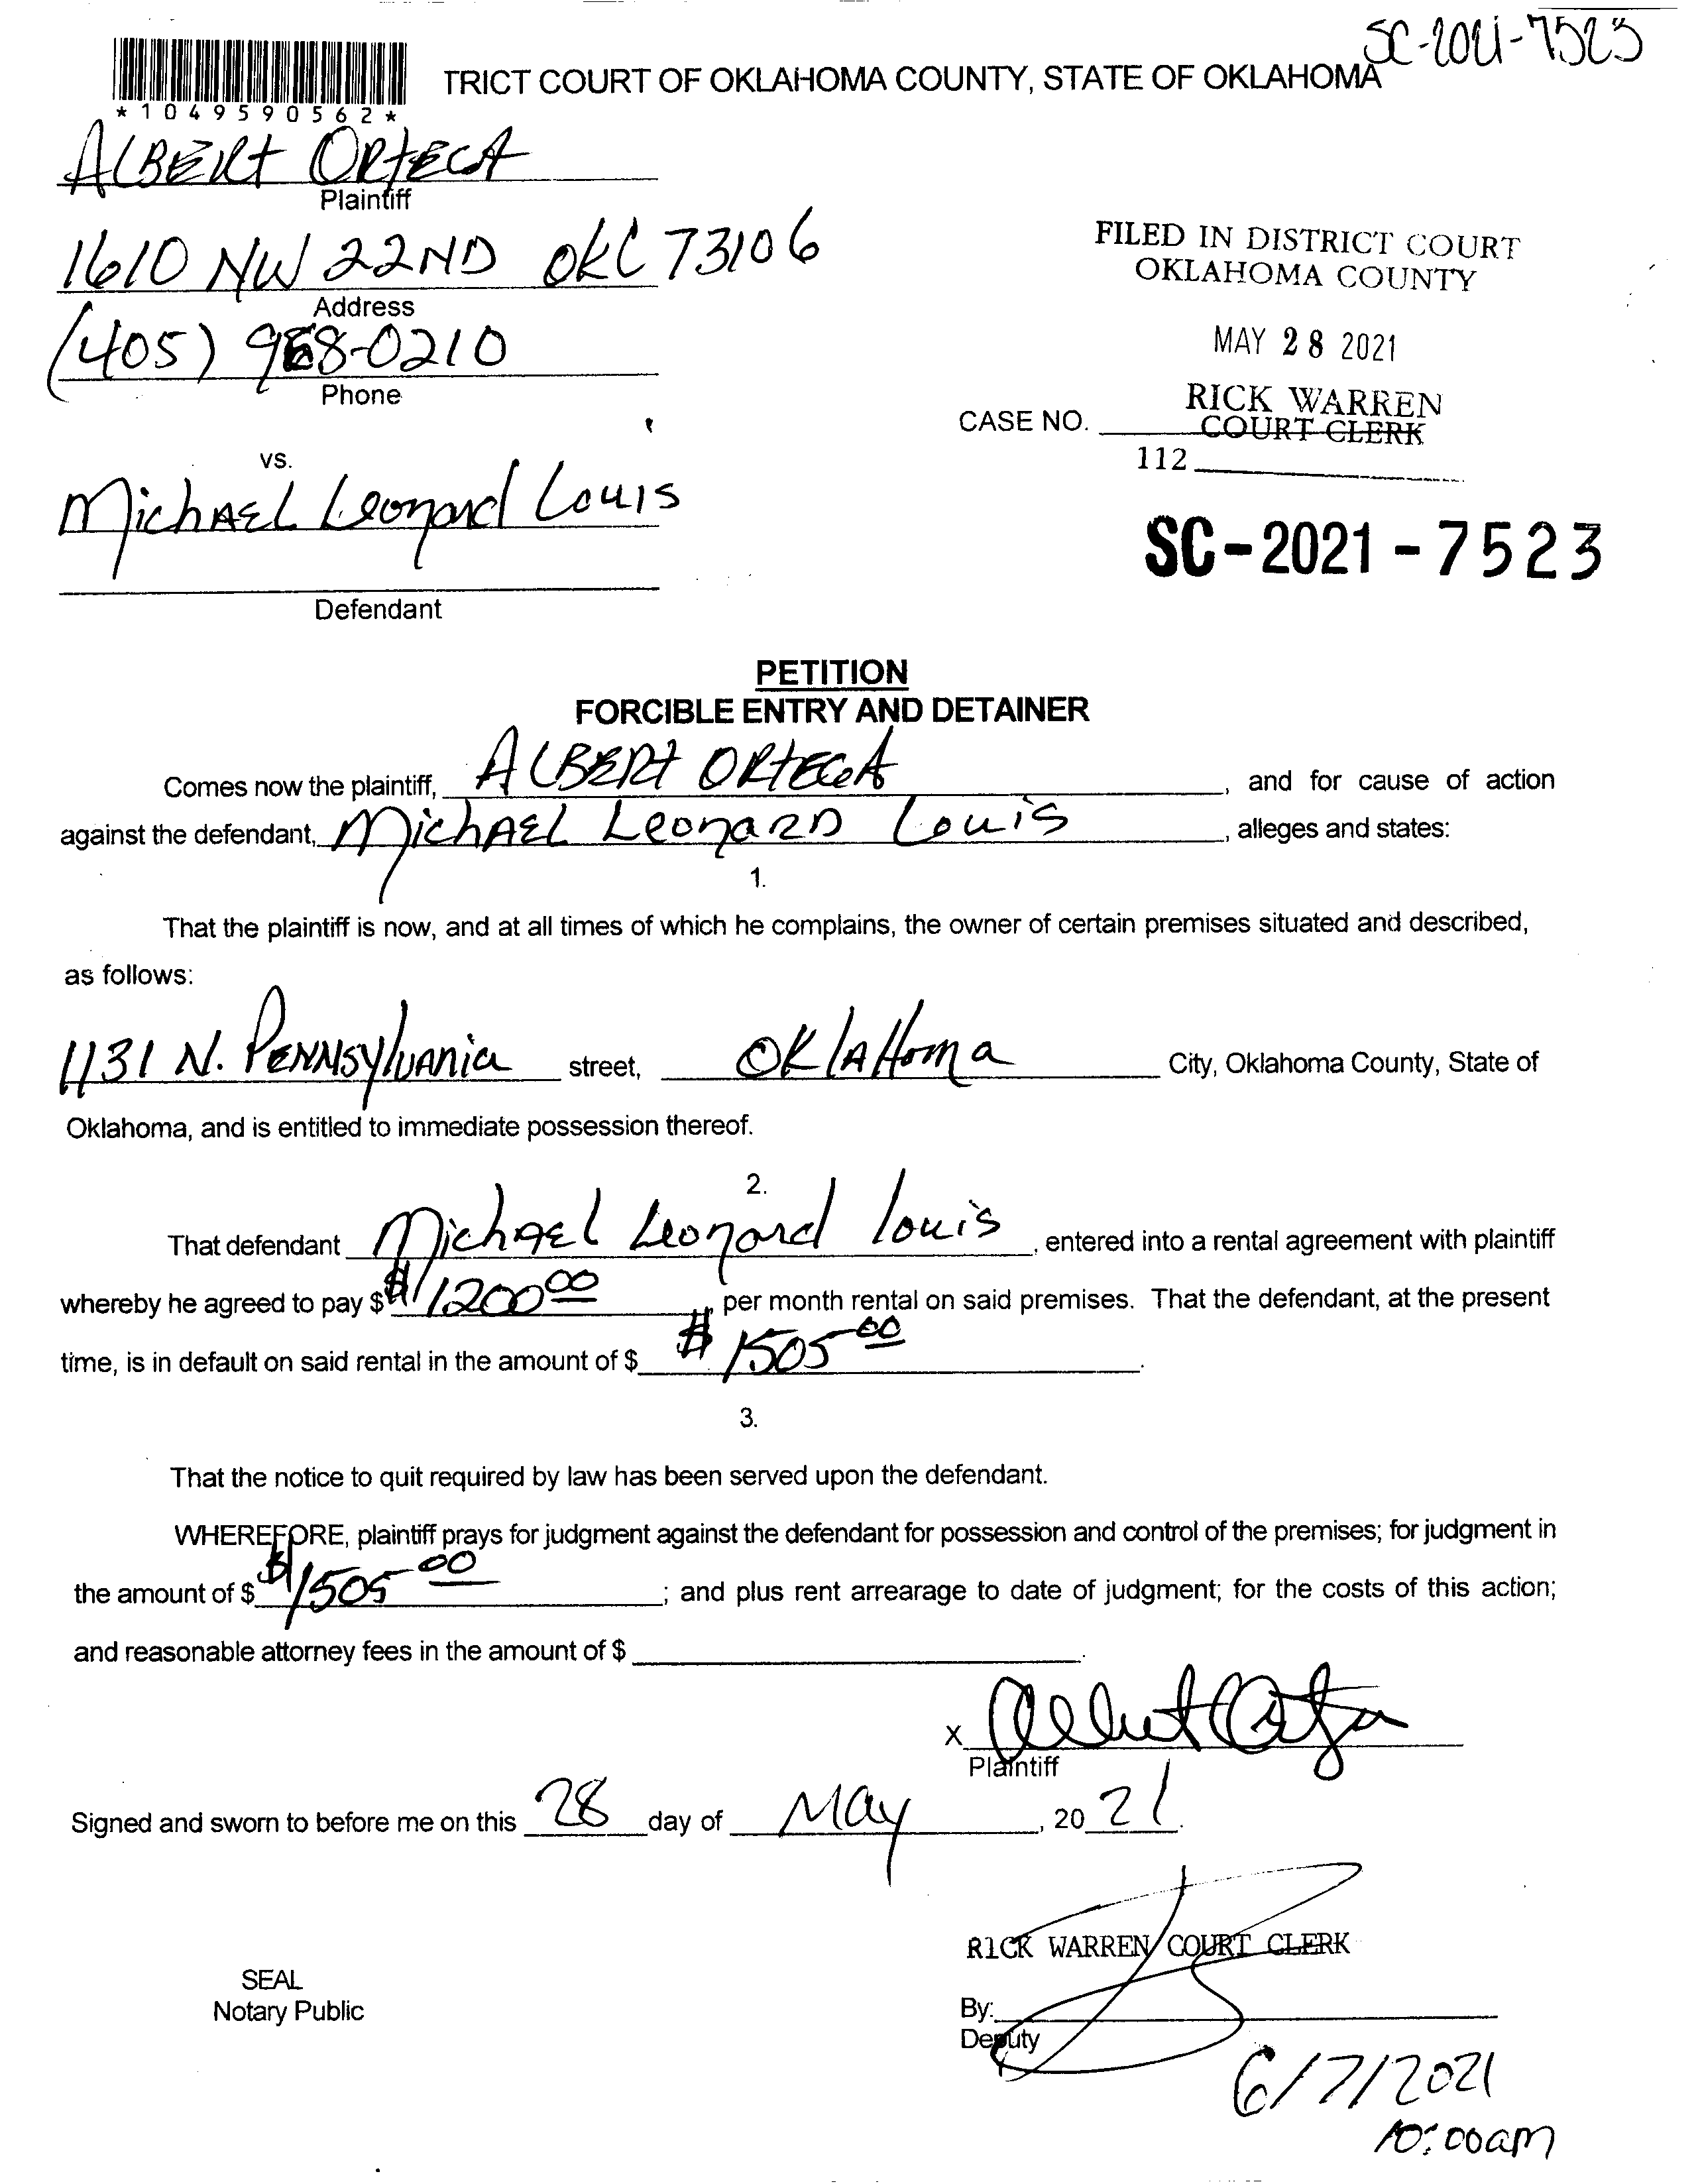 SC-2021-7523
TRICT COURT OF OKLAHOMA COUNTY, STATE OF OKLAHOMA
*1049590562*
ALBERt ORtEGA
Plaintiff
1610 NW 22ND OKC 73106
Address
FILED IN DISTRICT COURT
OKLAHOMA COUNTY
(405) 968-0210
Phone
MAY 28 2021
RICK WARREN
COURT CLERK
CASE NO.
112
vs.
MichAEL Leonard Louis
Defendant
SC-2021-7523
PETITION
FORCIBLE ENTRY AND DETAINER
Comes now the plaintiff, ALBERt ORtEGA, and for cause of action
against the defendant, MichAEL LeonaRD Louis, alleges and states:
1.
That the plaintiff is now, and at all times of which he complains, the owner of certain premises situated and described,
as follows:
1131 N. PENNSylvania street, OKlaHoma City, Oklahoma County, State of
Oklahoma, and is entitled to immediate possession thereof.
2.
That defendant MichAEL Leonard Louis, entered into a rental agreement with plaintiff
whereby he agreed to pay $ $1200 00, per month rental on said premises. That the defendant, at the present
time, is in default on said rental in the amount of $ $1505 00.
3.
That the notice to quit required by law has been served upon the defendant.
WHEREFORE, plaintiff prays for judgment against the defendant for possession and control of the premises; for judgment in
the amount of $ $1505 00; and plus rent arrearage to date of judgment; for the costs of this action;
and reasonable attorney fees in the amount of $
X Albert Ortega
Plaintiff
Signed and sworn to before me on this 28 day of May, 20 21.
RICK WARREN COURT CLERK
SEAL
Notary Public
By:
Deputy
6/7/2021
10:00am